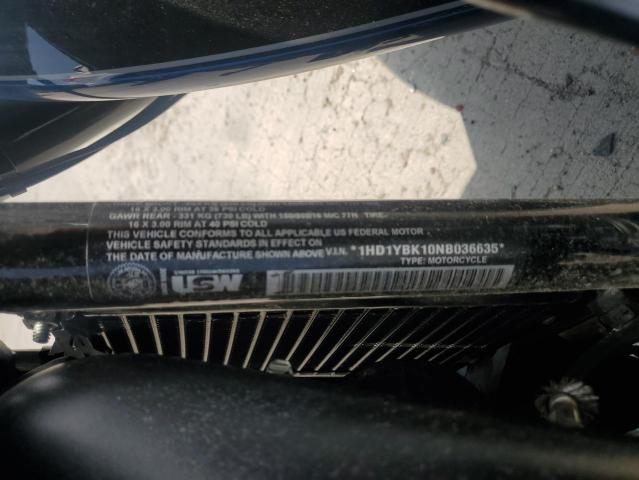 16 X 3.00 RIM AT 36 PSI COLD
GAWR REAR - 331 KG (730 LB) WITH 150/80B16 M/C 77H TIRE
16 X 3.00 RIM AT 40 PSI COLD
THIS VEHICLE CONFORMS TO ALL APPLICABLE US FEDERAL MOTOR
VEHICLE SAFETY STANDARDS IN EFFECT ON
THE DATE OF MANUFACTURE SHOWN ABOVE V.I.N. *1HD1YBK10NB036635*
TYPE: MOTORCYCLE
USW